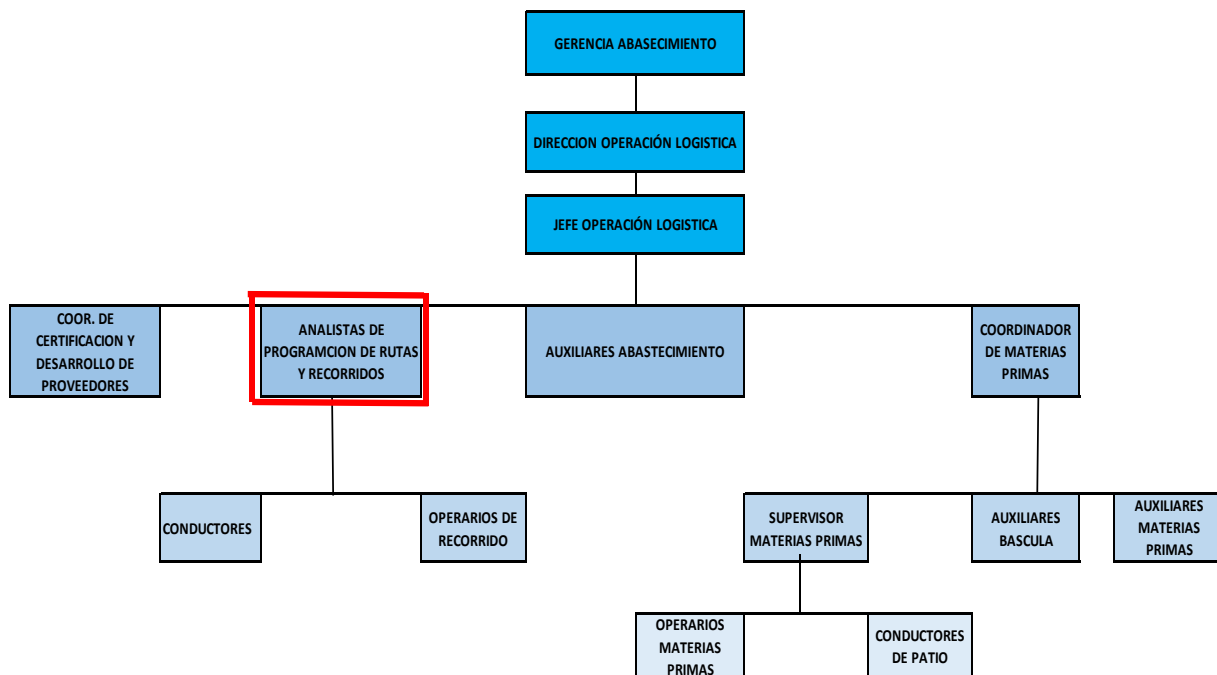 GERENCIA ABASECIMIENTO
DIRECCION OPERACIÓN LOGISTICA
JEFE OPERACIÓN LOGISTICA
COOR. DE
CERTIFICACION Y
DESARROLLO DE
PROVEEDORES
ANALISTAS DE
PROGRAMCION DE RUTAS
Y RECORRIDOS
AUXILIARES ABASTECIMIENTO
COORDINADOR
DE MATERIAS
PRIMAS
CONDUCTORES
OPERARIOS DE
RECORRIDO
SUPERVISOR
MATERIAS PRIMAS
AUXILIARES
BASCULA
AUXILIARES
MATERIAS
PRIMAS
OPERARIOS
MATERIAS
PRIMAS
CONDUCTORES
DE PATIO